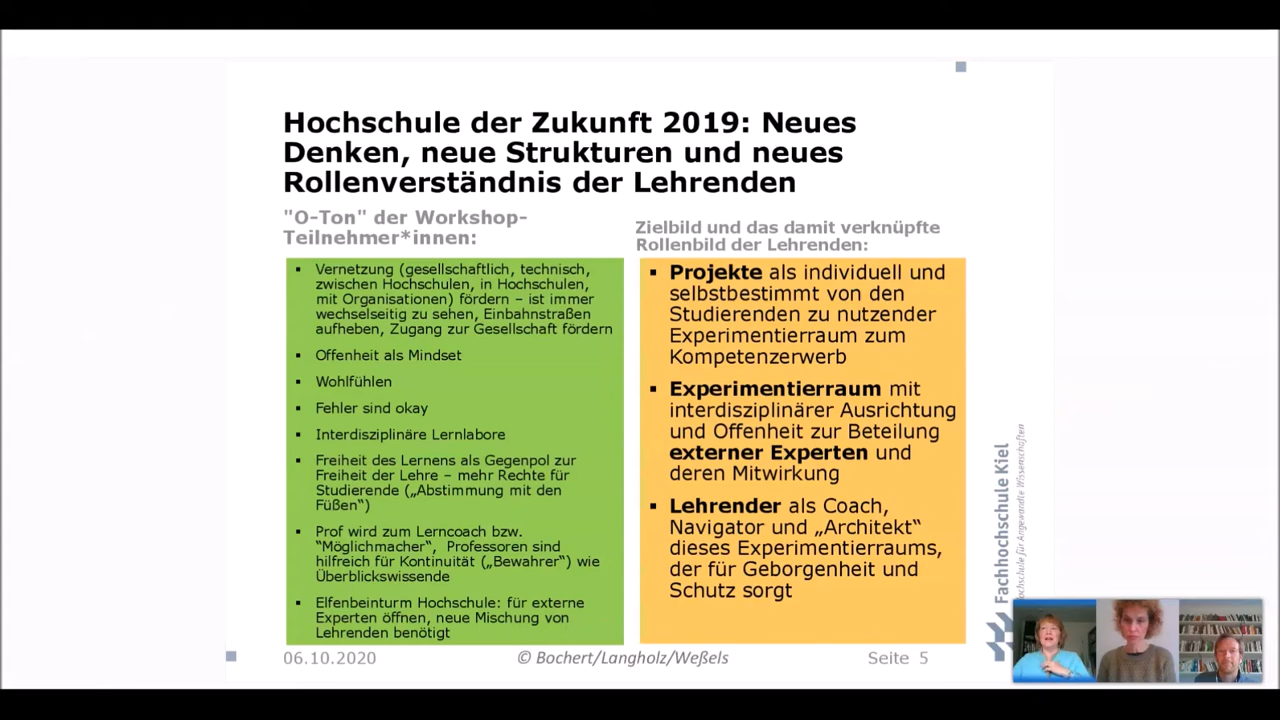 Hochschule der Zukunft 2019: Neues
Denken, neue Strukturen und neues
Rollenverständnis der Lehrenden
"O-Ton" der Workshop-
Teilnehmer*innen:
▪ Vernetzung (gesellschaftlich, technisch,
zwischen Hochschulen, in Hochschulen,
mit Organisationen) fördern – ist immer
wechselseitig zu sehen, Einbahnstraßen
aufheben, Zugang zur Gesellschaft fördern
▪ Offenheit als Mindset
▪ Wohlfühlen
▪ Fehler sind okay
▪ Interdisziplinäre Lernlabore
▪ Freiheit des Lernens als Gegenpol zur
Freiheit der Lehre – mehr Rechte für
Studierende („Abstimmung mit den
Füßen“)
▪ Prof wird zum Lerncoach bzw.
“Möglichmacher“, Professoren sind
hilfreich für Kontinuität („Bewahrer“) wie
Überblickswissende
▪ Elfenbeinturm Hochschule: für externe
Experten öffnen, neue Mischung von
Lehrenden benötigt
Zielbild und das damit verknüpfte
Rollenbild der Lehrenden:
▪ Projekte als individuell und
selbstbestimmt von den
Studierenden zu nutzender
Experimentierraum zum
Kompetenzerwerb
▪ Experimentierraum mit
interdisziplinärer Ausrichtung
und Offenheit zur Beteilung
externer Experten und
deren Mitwirkung
▪ Lehrender als Coach,
Navigator und „Architekt“
dieses Experimentierraums,
der für Geborgenheit und
Schutz sorgt
Fachhochschule Kiel
Hochschule für Angewandte Wissenschaften
06.10.2020
© Bochert/Langholz/Weßels
Seite 5